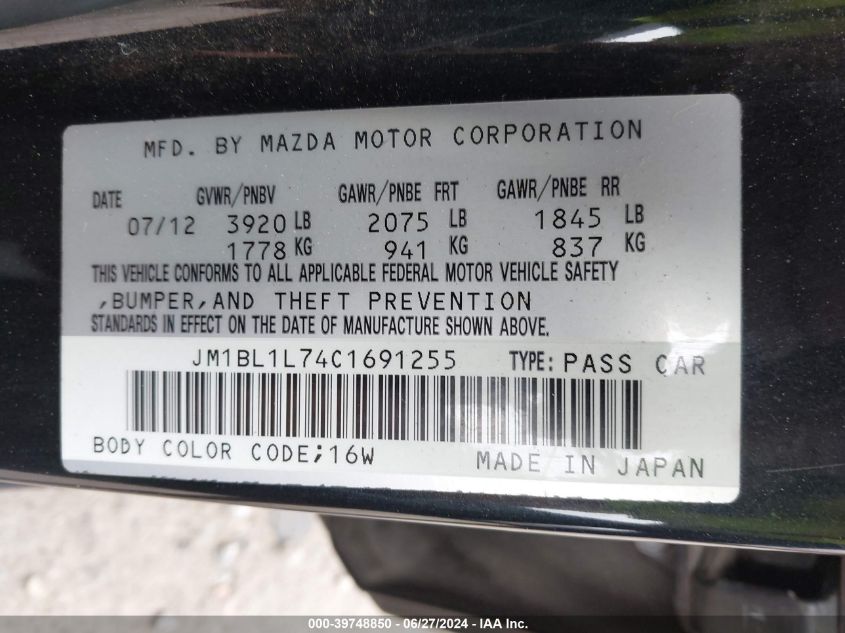 MFD. BY MAZDA MOTOR CORPORATION
DATE GVWR/PNBV GAWR/PNBE FRT GAWR/PNBE RR
07/12 3920 LB 2075 LB 1845 LB
1778 KG 941 KG 837 KG
THIS VEHICLE CONFORMS TO ALL APPLICABLE FEDERAL MOTOR VEHICLE SAFETY
,BUMPER,AND THEFT PREVENTION
STANDARDS IN EFFECT ON THE DATE OF MANUFACTURE SHOWN ABOVE.
JM1BL1L74C1691255 TYPE: PASS CAR
BODY COLOR CODE;16W MADE IN JAPAN
000-39748850 - 06/27/2024 - IAA Inc.